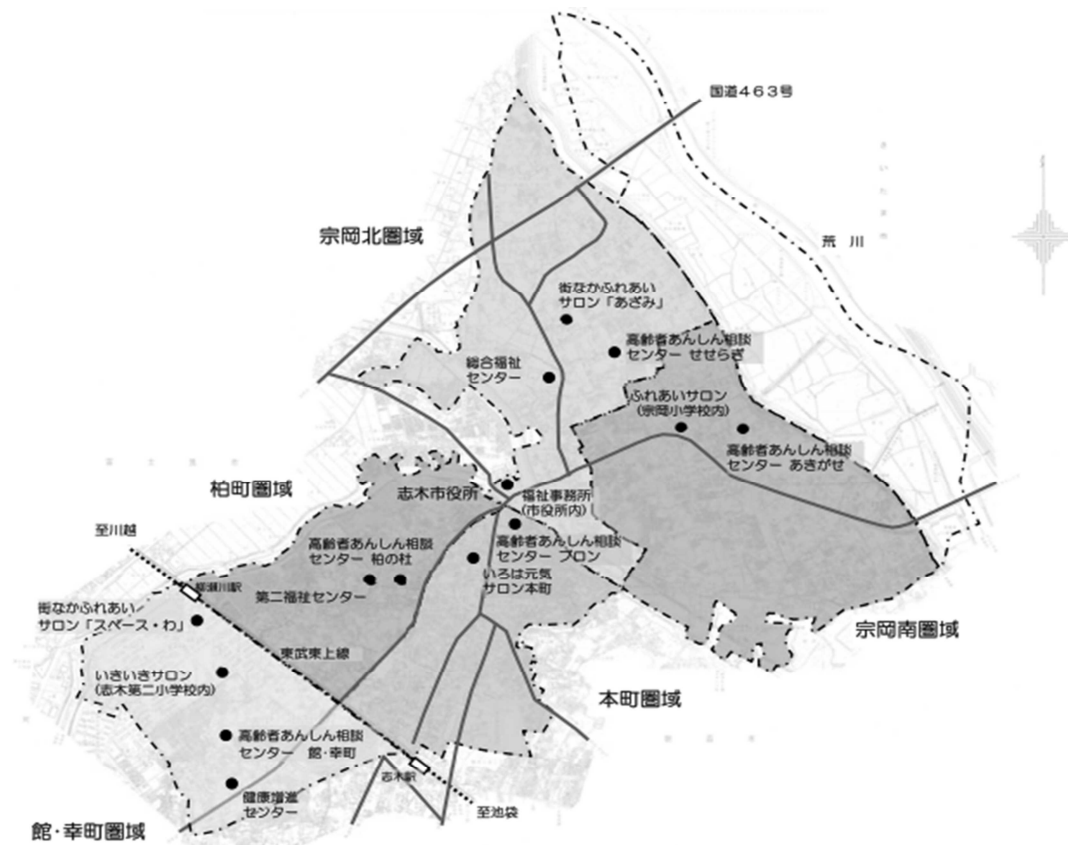 国道463号
宗岡北圏域
荒 川
街なかふれあい
サロン「あざみ」
高齢者あんしん相談
センター せせらぎ
総合福祉
センター
ふれあいサロン
(宗岡小学校内)
高齢者あんしん相談
センター あきがせ
柏町圏域
志木市役所
福祉事務所
(市役所内)
至川越
高齢者あんしん相談
センター 柏の杜
高齢者あんしん相談
センター ブロン
いろは元気
サロン本町
第二福祉センター
柳瀬川駅
街なかふれあい
サロン「スペース・わ」
宗岡南圏域
東武東上線
いきいきサロン
(志木第二小学校内)
本町圏域
高齢者あんしん相談
センター 館・幸町
志木駅
健康増進
センター
至池袋
館・幸町圏域